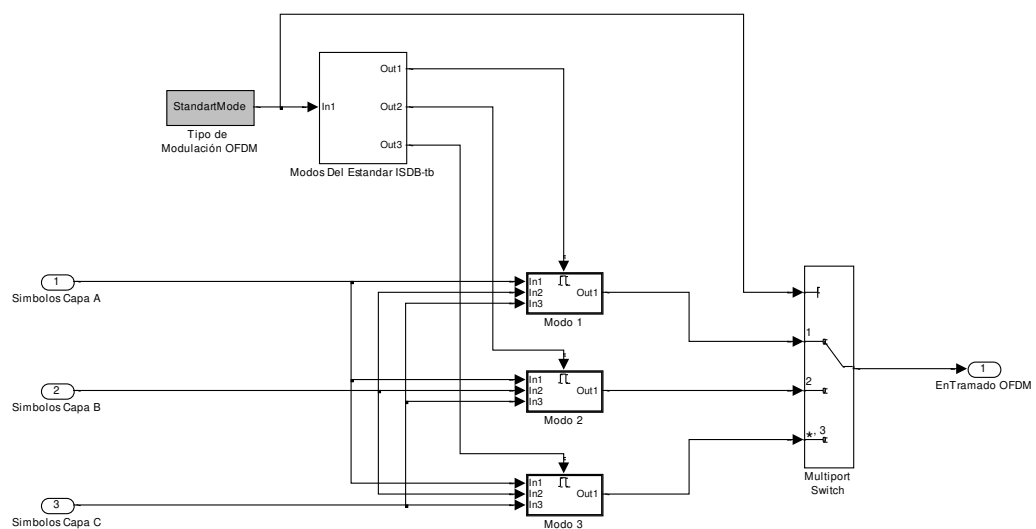 Out1
StandartMode
In1
Out2
Tipo de
Modulación OFDM
Out3
Modos Del Estandar ISDB-tb
1
Simbolos Capa A
In1
In2
In3
Out1
Modo 1
1
2
Simbolos Capa B
In1
In2
In3
Out1
Modo 2
2
1
EnTramado OFDM
*, 3
3
Simbolos Capa C
In1
In2
In3
Out1
Modo 3
Multiport
Switch